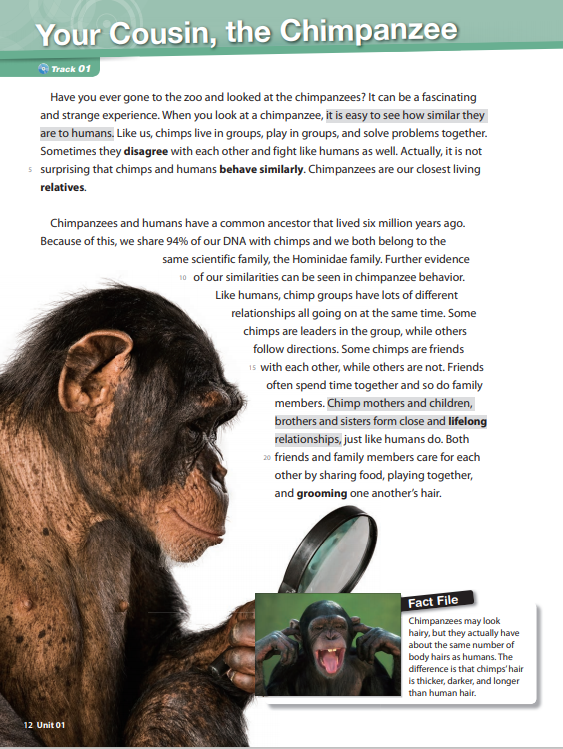 Your Cousin, the Chimpanzee
Track 01
Have you ever gone to the zoo and looked at the chimpanzees? It can be a fascinating
and strange experience. When you look at a chimpanzee, it is easy to see how similar they
are to humans. Like us, chimps live in groups, play in groups, and solve problems together.
Sometimes they disagree with each other and fight like humans as well. Actually, it is not
5 surprising that chimps and humans behave similarly. Chimpanzees are our closest living
relatives.
Chimpanzees and humans have a common ancestor that lived six million years ago.
Because of this, we share 94% of our DNA with chimps and we both belong to the
same scientific family, the Hominidae family. Further evidence
10 of our similarities can be seen in chimpanzee behavior.
Like humans, chimp groups have lots of different
relationships all going on at the same time. Some
chimps are leaders in the group, while others
follow directions. Some chimps are friends
15 with each other, while others are not. Friends
often spend time together and so do family
members. Chimp mothers and children,
brothers and sisters form close and lifelong
relationships, just like humans do. Both
20 friends and family members care for each
other by sharing food, playing together,
and grooming one another's hair.
Fact File
Chimpanzees may look
hairy, but they actually have
about the same number of
body hairs as humans. The
difference is that chimps' hair
is thicker, darker, and longer
than human hair.
12 Unit 01